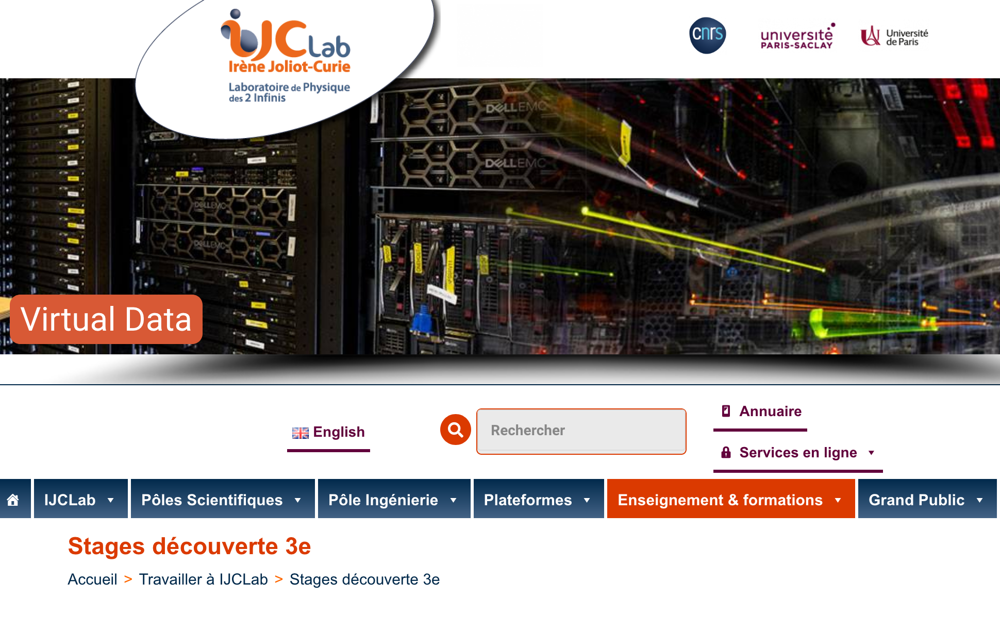 IJCLab
Irène Joliot-Curie
Laboratoire de Physique
des 2 Infinis
cnrs
université
PARIS-SACLAY
Université
de Paris
DELLEMC
DELLEMC
DELLEMC
DELLEMC
Virtual Data
English
Rechercher
Annuaire
Services en ligne
IJCLab
Pôles Scientifiques
Pôle Ingénierie
Plateformes
Enseignement & formations
Grand Public
Stages découverte 3e
Accueil > Travailler à IJCLab > Stages découverte 3e